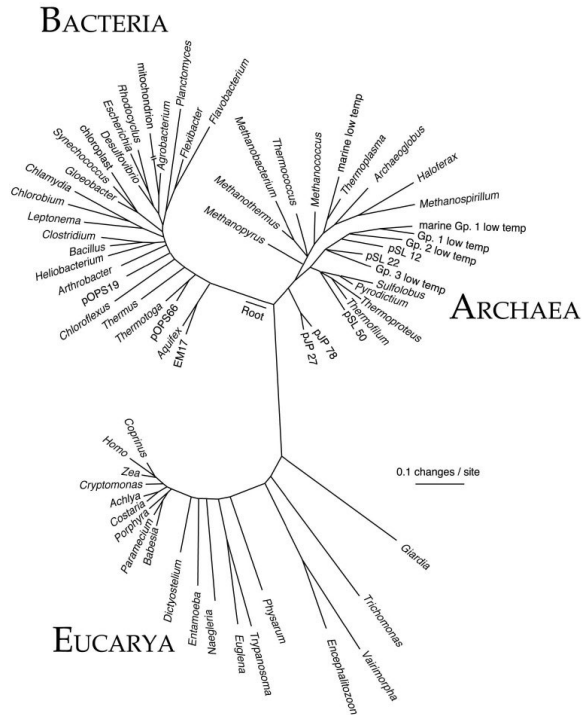 BACTERIA
Flavobacterium
Flexibacter
Planctomyces
Agrobacterium
mitochondrion
Rhodocyclus
Escherichia
Desulfovibrio
chloroplast
Synechococcus
Gloeobacter
Chlamydia
Chlorobium
Leptonema
Clostridium
Bacillus
Heliobacterium
Arthrobacter
pOPS19
Chloroflexus
Thermus
Thermotoga
pOPS66
Aquifex
EM17
Root
Methanopyrus
Methanothermus
Methanobacterium
Thermococcus
Methanococcus
marine low temp
Thermoplasma
Archaeoglobus
Haloferax
Methanospirillum
marine Gp. 1 low temp
Gp. 1 low temp
Gp. 2 low temp
pSL 12
pSL 22
Gp. 3 low temp
Sulfolobus
Pyrodictium
Thermoproteus
Thermofilum
pSL 50
pJP 78
pJP 27
ARCHAEA
0.1 changes / site
Coprinus
Homo
Zea
Cryptomonas
Achlya
Costaria
Porphyra
Paramecium
Babesia
Dictyostelium
Entamoeba
Naegleria
Euglena
Trypanosoma
Physarum
Encephalitozoon
Vairimorpha
Trichomonas
Giardia
EUCARYA